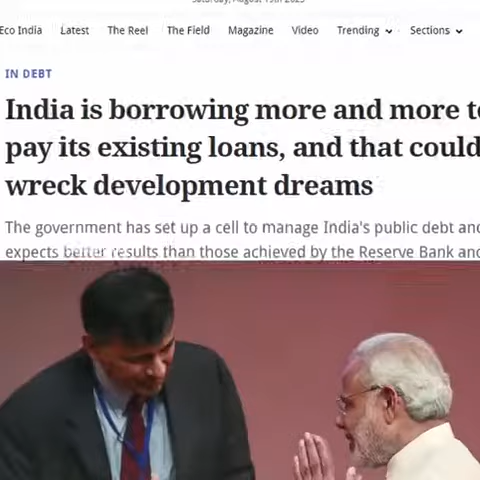 Eco India Latest The Reel The Field Magazine Video Trending Sections
IN DEBT
India is borrowing more and more to
pay its existing loans, and that could
wreck development dreams
The government has set up a cell to manage India's public debt and
expects better results than those achieved by the Reserve Bank and